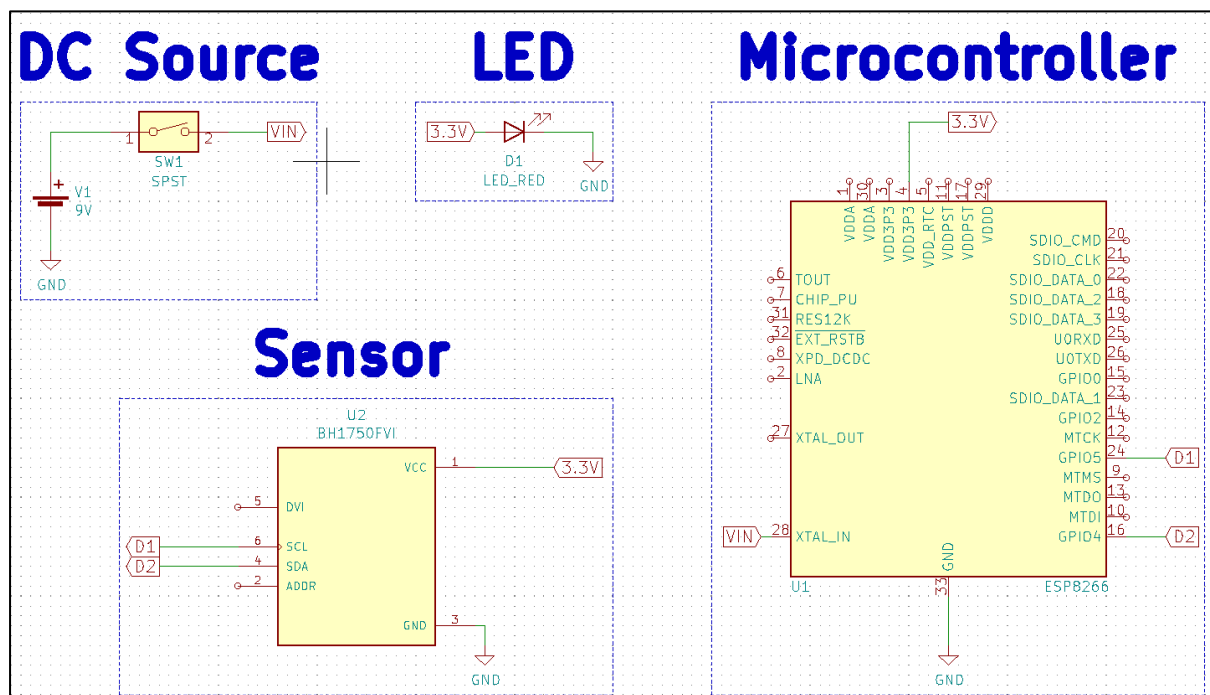 DC Source
1
2
VIN
SW1
SPST
+
V1
9V
GND
LED
3.3V
D1
LED_RED
GND
Sensor
U2
BH1750FVI
VCC
1
3.3V
5
DVI
D1
6
SCL
D2
4
SDA
2
ADDR
GND
3
GND
Microcontroller
3.3V
1
30
3
4
5
11
17
29
VDDA
VDDA
VDD3P3
VDD3P3
VDD_RTC
VDDPST
VDDPST
VDDD
6
TOUT
7
CHIP_PU
31
RES12K
32
EXT_RSTB
8
XPD_DCDC
2
LNA
27
XTAL_OUT
VIN
28
XTAL_IN
SDIO_CMD
20
SDIO_CLK
21
SDIO_DATA_0
22
SDIO_DATA_2
18
SDIO_DATA_3
19
U0RXD
25
U0TXD
26
GPIO0
15
SDIO_DATA_1
23
GPIO2
14
MTCK
12
GPIO5
24
D1
MTMS
9
MTDO
13
MTDI
10
GPIO4
16
D2
GND
33
U1
ESP8266
GND